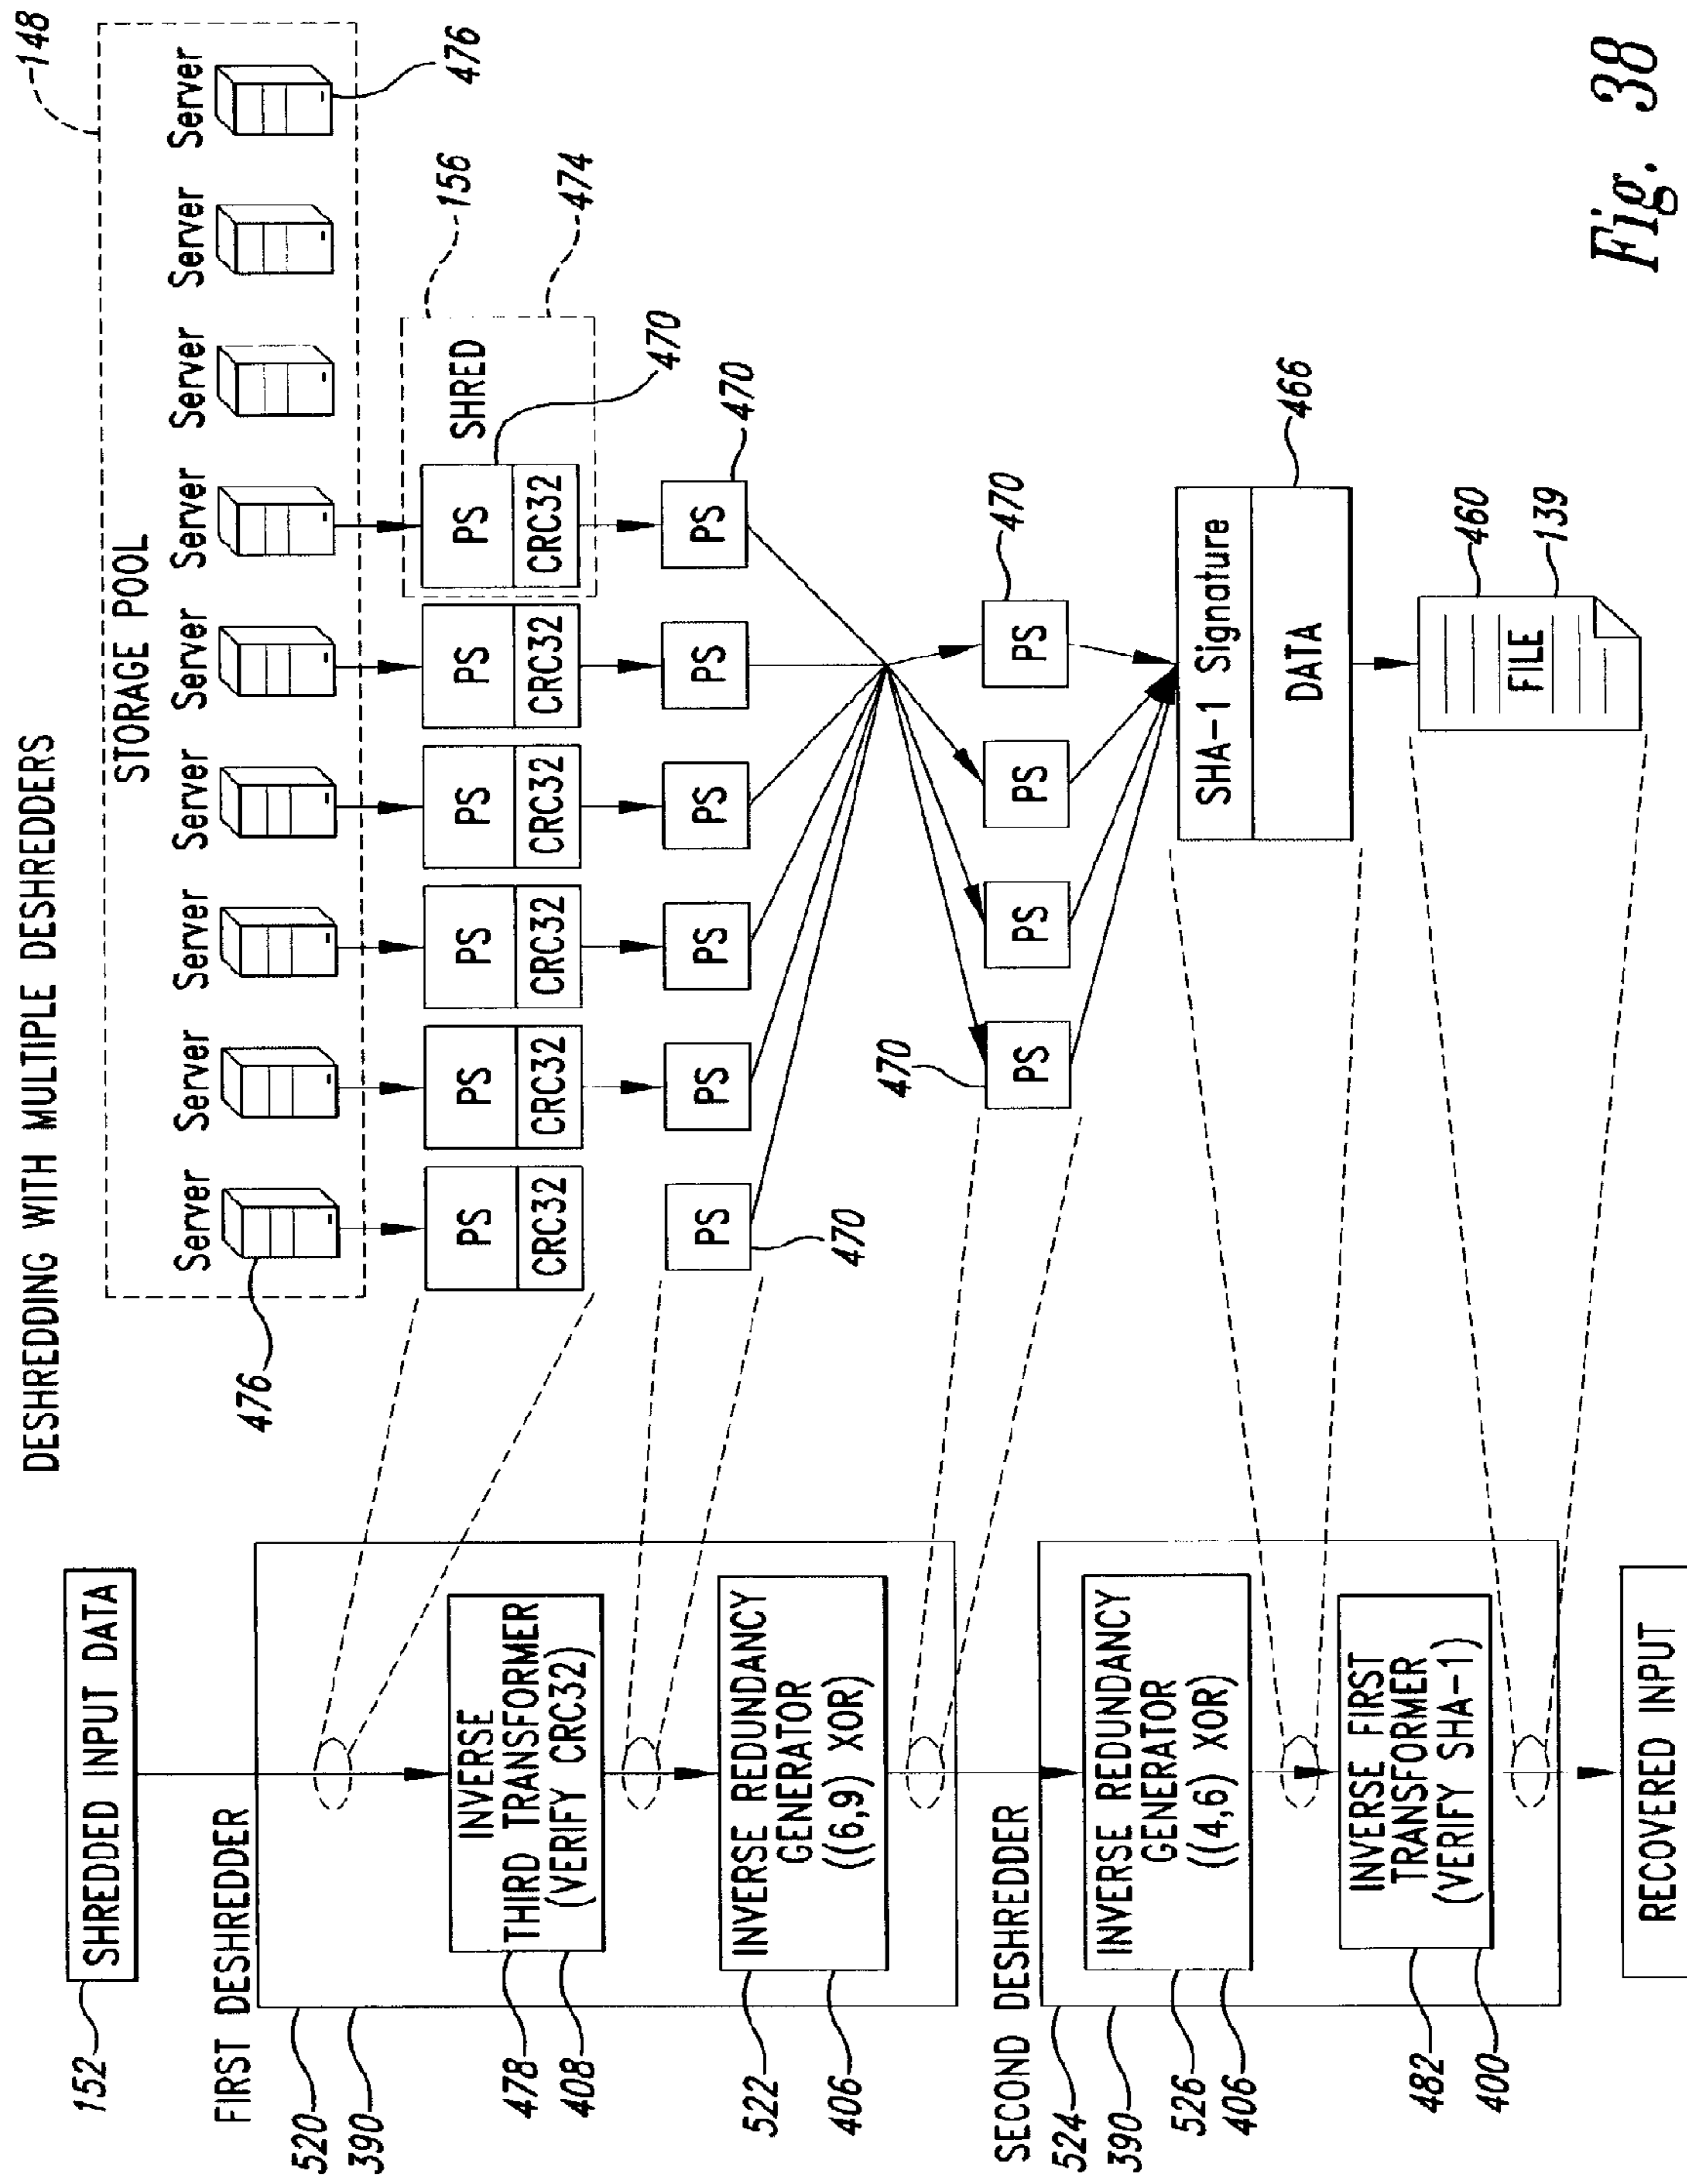 DESHREDDING WITH MULTIPLE DESHREDDERS
148
STORAGE POOL
Server Server Server Server Server Server Server Server Server
476
476
152
SHREDDED INPUT DATA
FIRST DESHREDDER
520
390
156
474
SHRED
PS PS PS PS PS PS
CRC32 CRC32 CRC32 CRC32 CRC32 CRC32
470
INVERSE
THIRD TRANSFORMER
(VERIFY CRC32)
478
408
PS PS PS PS PS PS
470
470
INVERSE REDUNDANCY
GENERATOR
((6,9) XOR)
522
406
PS PS PS PS
470
470
SECOND DESHREDDER
524
390
INVERSE REDUNDANCY
GENERATOR
((4,6) XOR)
526
406
SHA-1 Signature
DATA
466
INVERSE FIRST
TRANSFORMER
(VERIFY SHA-1)
482
400
FILE
460
139
RECOVERED INPUT
Fig. 38